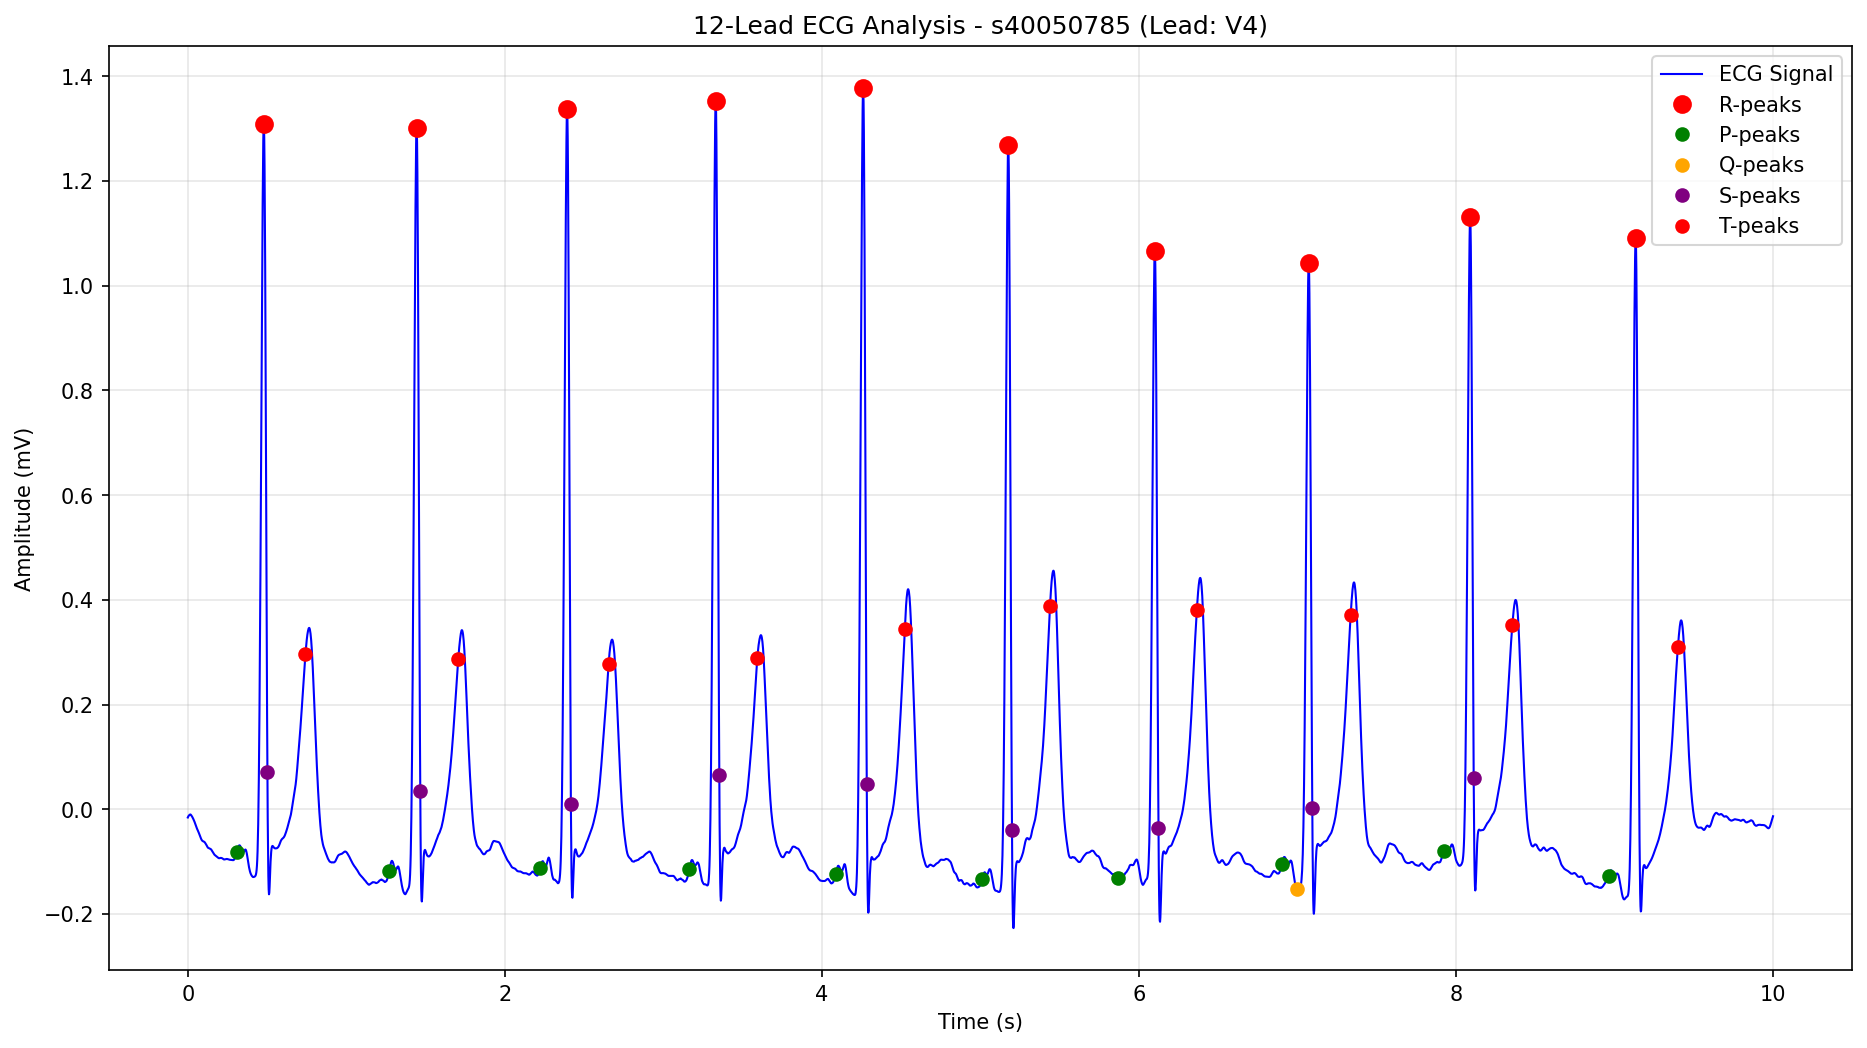 12-Lead ECG Analysis - s40050785 (Lead: V4)
ECG Signal
R-peaks
P-peaks
Q-peaks
S-peaks
T-peaks
Amplitude (mV)
1.4
1.2
1.0
0.8
0.6
0.4
0.2
0.0
−0.2
0
2
4
6
8
10
Time (s)